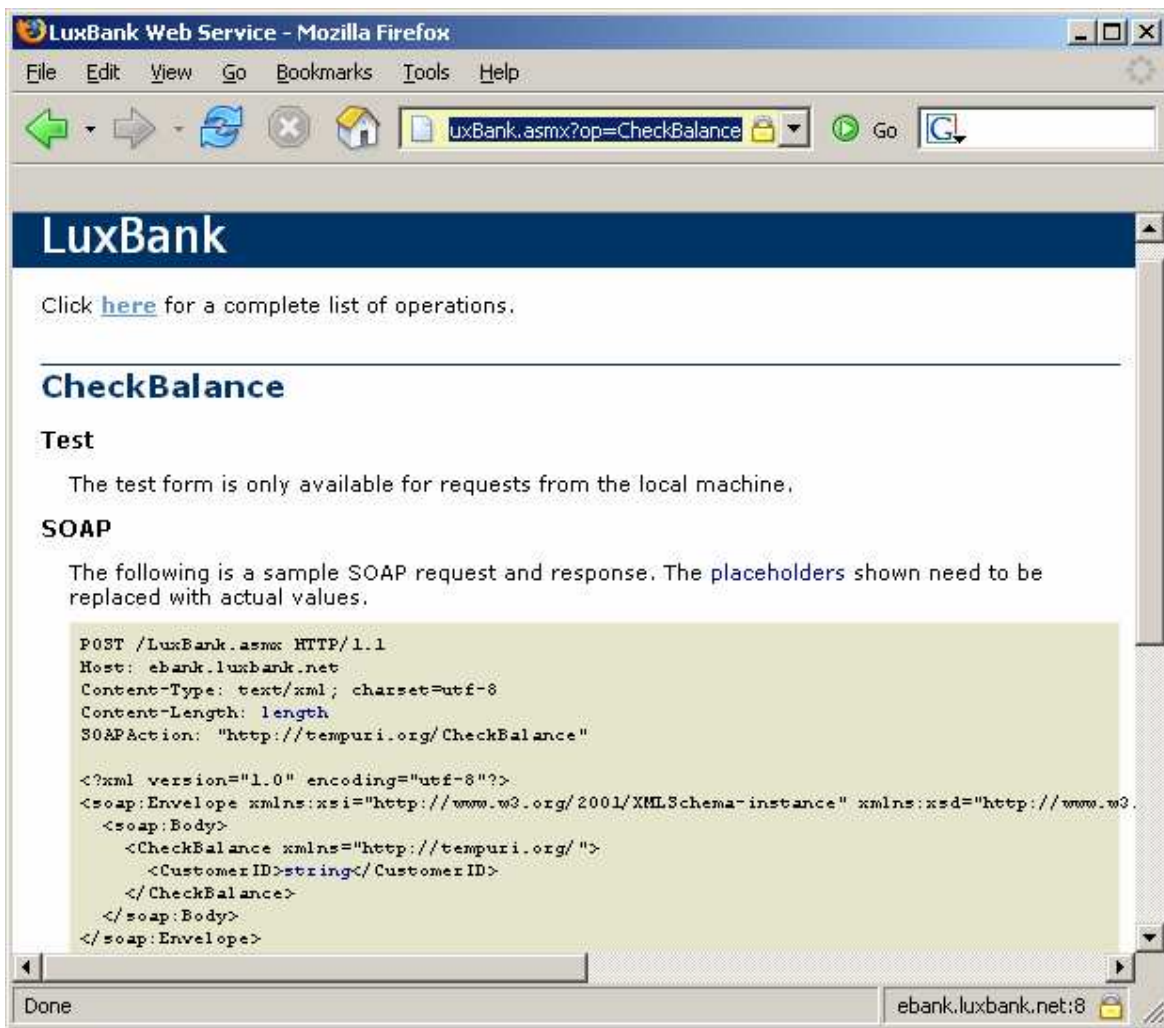 LuxBank Web Service - Mozilla Firefox
File Edit View Go Bookmarks Tools Help
uxBank.asmx?op=CheckBalance Go G
LuxBank
Click here for a complete list of operations.
CheckBalance
Test
The test form is only available for requests from the local machine.
SOAP
The following is a sample SOAP request and response. The placeholders shown need to be
replaced with actual values.
POST /LuxBank.asmx HTTP/1.1
Host: ebank.luxbank.net
Content-Type: text/xml; charset=utf-8
Content-Length: length
SOAPAction: "http://tempuri.org/CheckBalance"
<?xml version="1.0" encoding="utf-8"?>
<soap:Envelope xmlns:xsi="http://www.w3.org/2001/XMLSchema-instance" xmlns:xsd="http://www.w3.
<soap:Body>
<CheckBalance xmlns="http://tempuri.org/">
<CustomerID>string</CustomerID>
</CheckBalance>
</soap:Body>
</soap:Envelope>
Done ebank.luxbank.net:8